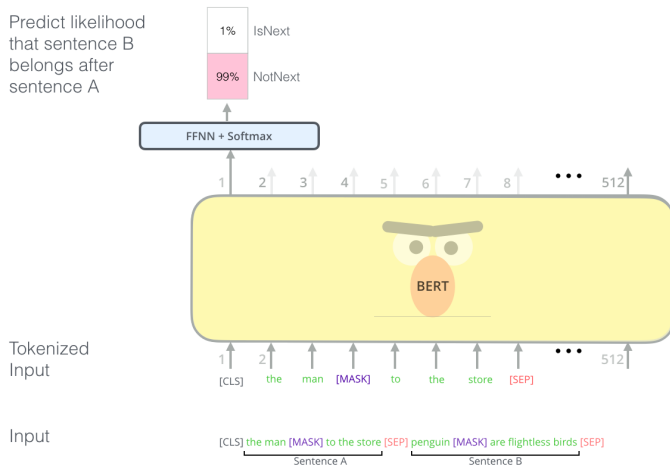 Predict likelihood
that sentence B
belongs after
sentence A
1% IsNext
99% NotNext
FFNN + Softmax
1 2 3 4 5 6 7 8 ••• 512
BERT
Tokenized
Input
1 2 ••• 512
[CLS] the man [MASK] to the store [SEP]
Input
[CLS] the man [MASK] to the store [SEP] penguin [MASK] are flightless birds [SEP]
Sentence A Sentence B